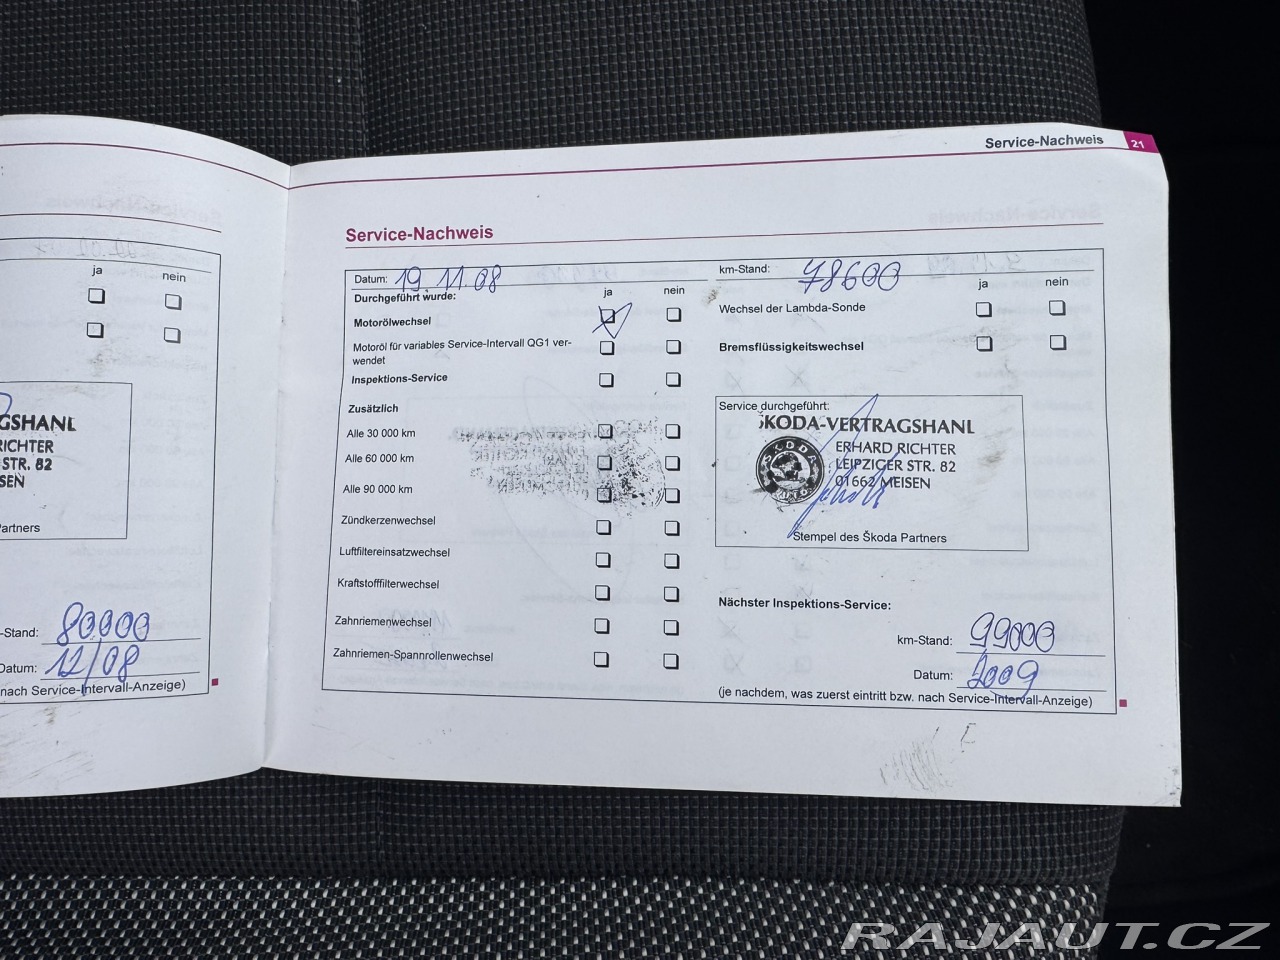 ja nein
GSHANL
RICHTER
STR. 82
SEN
artners
-Stand: 80000
Datum: 12/08
nach Service-Intervall-Anzeige)
Service-Nachweis 21
Service-Nachweis
Datum: 19.11.08
km-Stand: 78600
Durchgeführt wurde: ja nein
ja nein
Motorölwechsel
Wechsel der Lambda-Sonde
Motoröl für variables Service-Intervall QG1 ver-
wendet
Bremsflüssigkeitswechsel
Inspektions-Service
Zusätzlich
Alle 30 000 km
Alle 60 000 km
Alle 90 000 km
Zündkerzenwechsel
Luftfiltereinsatzwechsel
Kraftstofffilterwechsel
Zahnriemenwechsel
Zahnriemen-Spannrollenwechsel
Service durchgeführt:
ŠKODA-VERTRAGSHANL
ERHARD RICHTER
LEIPZIGER STR. 82
01662 MEISEN
SKODA
Stempel des Škoda Partners
Nächster Inspektions-Service:
km-Stand: 99000
Datum: 2009
(je nachdem, was zuerst eintritt bzw. nach Service-Intervall-Anzeige)
RAJAUT.CZ